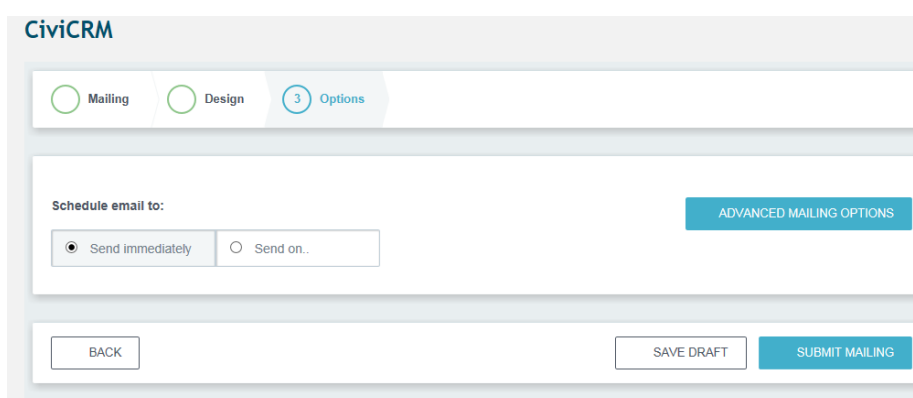 CiviCRM
Mailing
Design
3 Options
Schedule email to:
ADVANCED MAILING OPTIONS
Send immediately
Send on..
BACK
SAVE DRAFT
SUBMIT MAILING